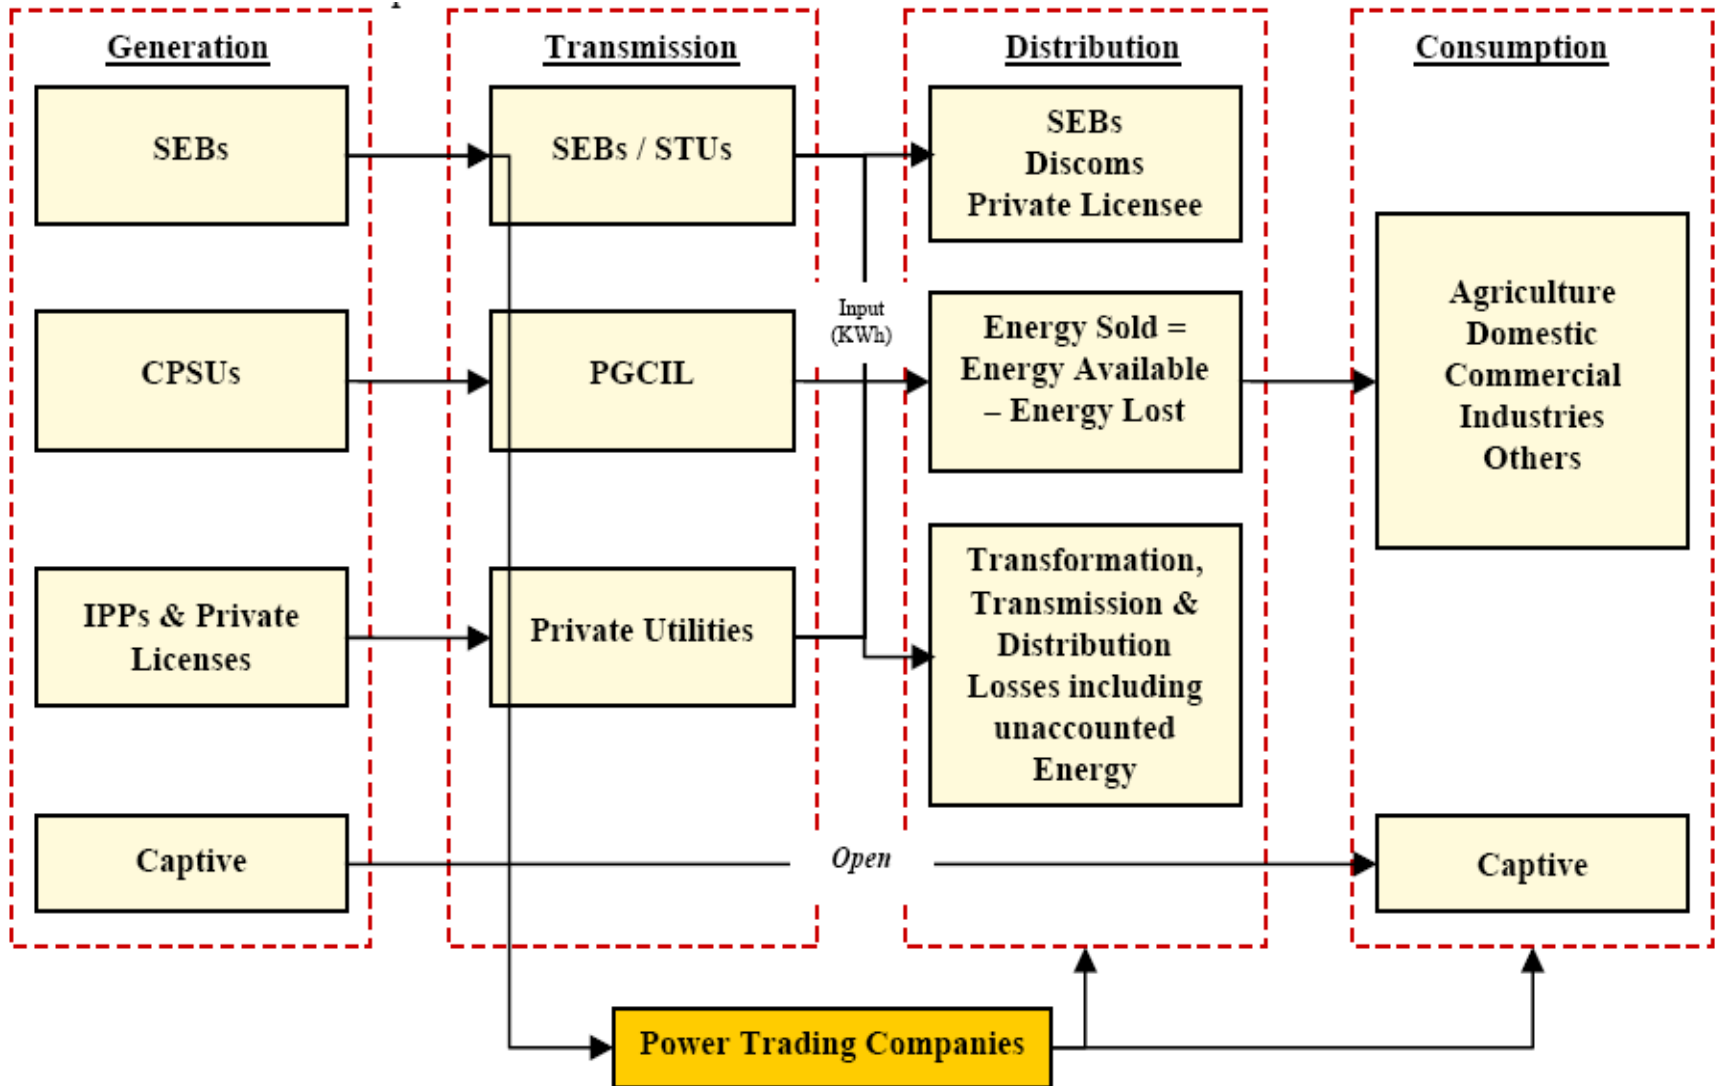 Generation
Transmission
Distribution
Consumption
SEBs
SEBs / STUs
SEBs
Discoms
Private Licensee
CPSUs
PGCIL
Input
(KWh)
Energy Sold =
Energy Available
– Energy Lost
Agriculture
Domestic
Commercial
Industries
Others
IPPs & Private
Licenses
Private Utilities
Transformation,
Transmission &
Distribution
Losses including
unaccounted
Energy
Captive
Open
Captive
Power Trading Companies